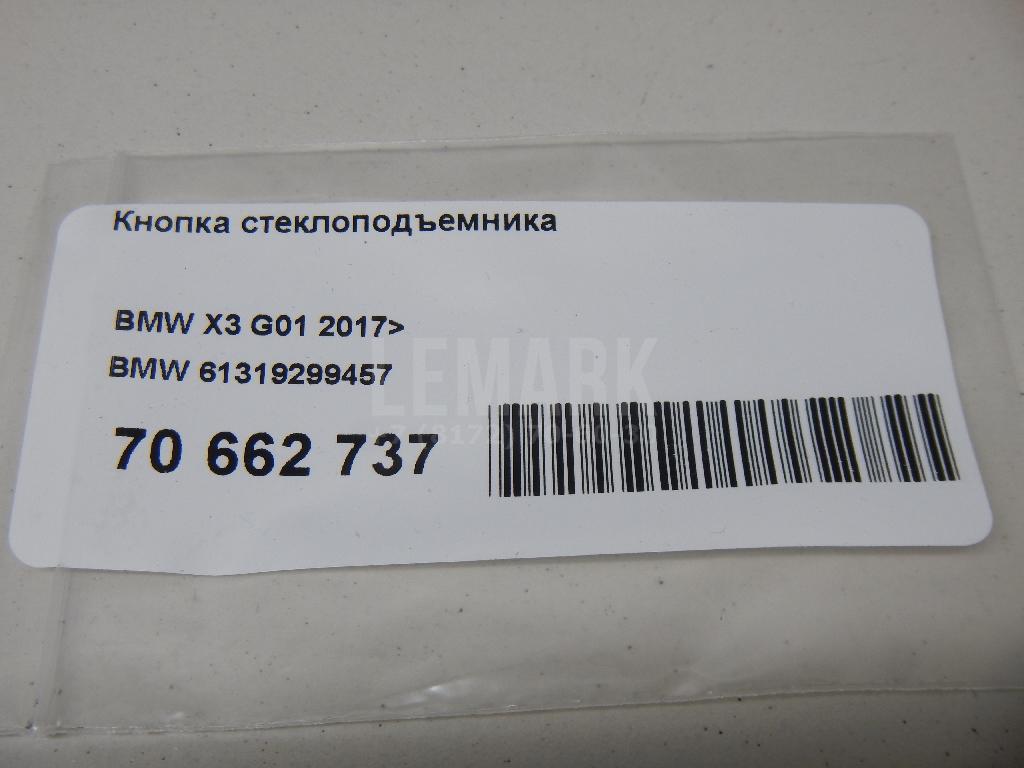 Кнопка стеклоподъемника
BMW X3 G01 2017>
BMW 61319299457
LEMARK
70 662 737